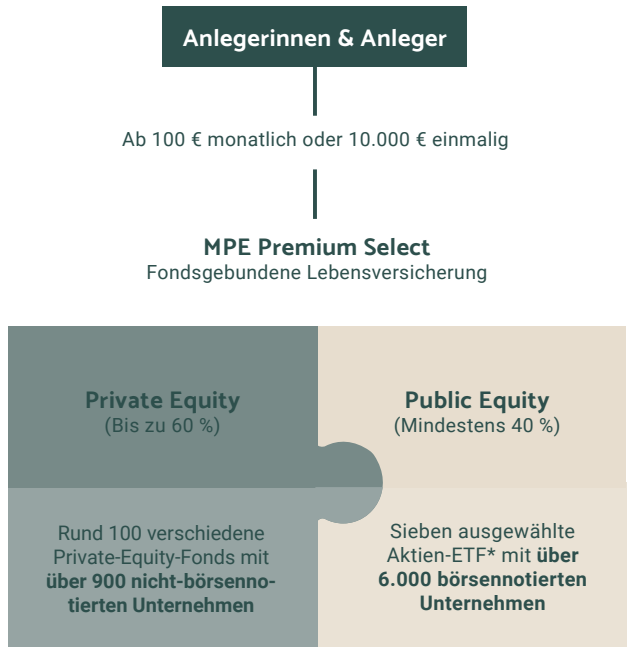 Anlegerinnen & Anleger
Ab 100 € monatlich oder 10.000 € einmalig
MPE Premium Select
Fondsgebundene Lebensversicherung
Private Equity
(Bis zu 60 %)
Public Equity
(Mindestens 40 %)
Rund 100 verschiedene
Private-Equity-Fonds mit
über 900 nicht-börsenno-
tierten Unternehmen
Sieben ausgewählte
Aktien-ETF* mit über
6.000 börsennotierten
Unternehmen